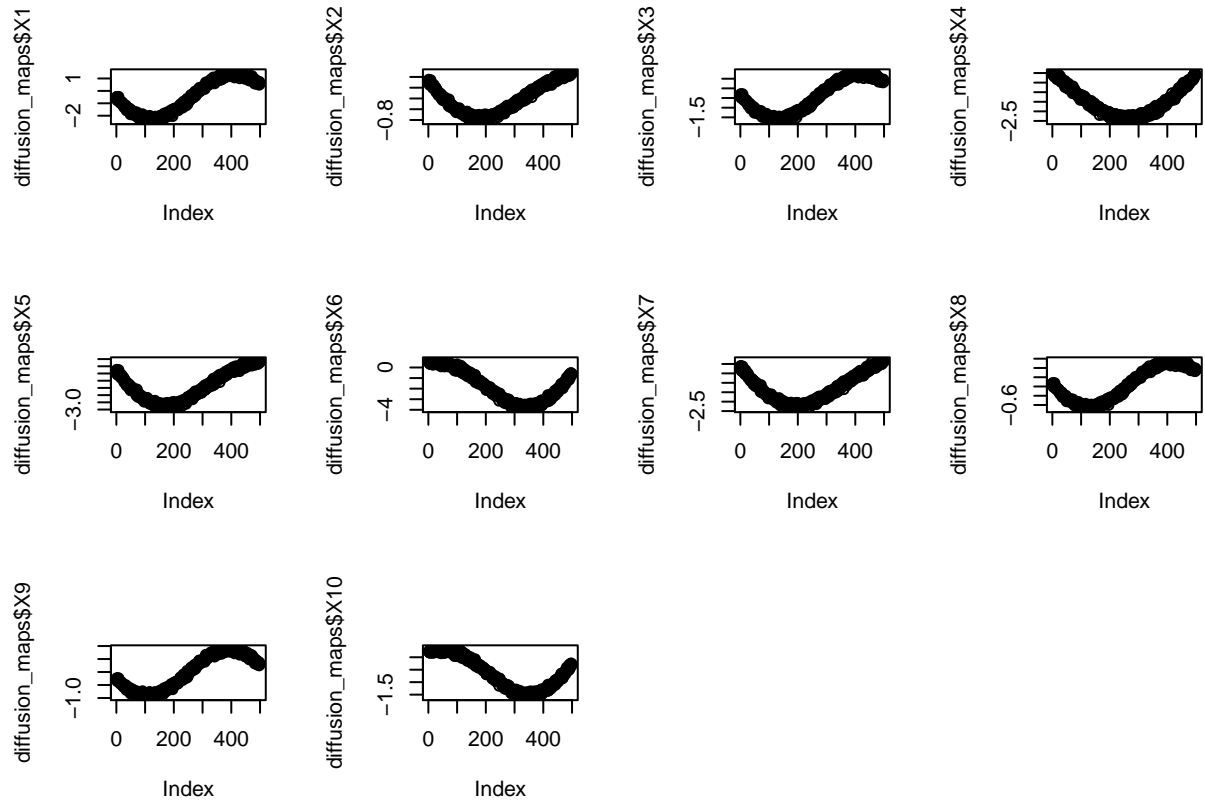 diffusion_maps$X1
1
−2
0 200 400
Index
diffusion_maps$X2
−0.8
0 200 400
Index
diffusion_maps$X3
−1.5
0 200 400
Index
diffusion_maps$X4
−2.5
0 200 400
Index
diffusion_maps$X5
−3.0
0 200 400
Index
diffusion_maps$X6
0
−4
0 200 400
Index
diffusion_maps$X7
−2.5
0 200 400
Index
diffusion_maps$X8
−0.6
0 200 400
Index
diffusion_maps$X9
−1.0
0 200 400
Index
diffusion_maps$X10
−1.5
0 200 400
Index